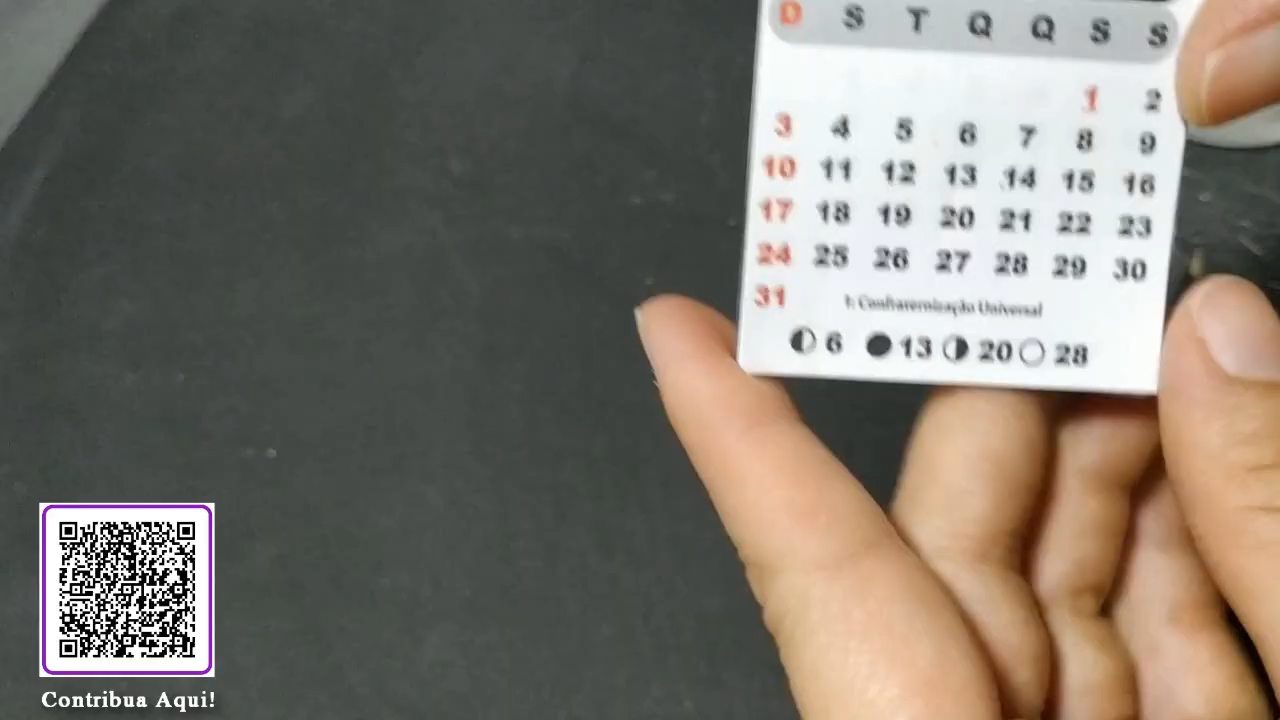 D S T Q Q S S
1 2
3 4 5 6 7 8 9
10 11 12 13 14 15 16
17 18 19 20 21 22 23
24 25 26 27 28 29 30
31 1: Confraternização Universal
6 13 20 28
Contribua Aqui!